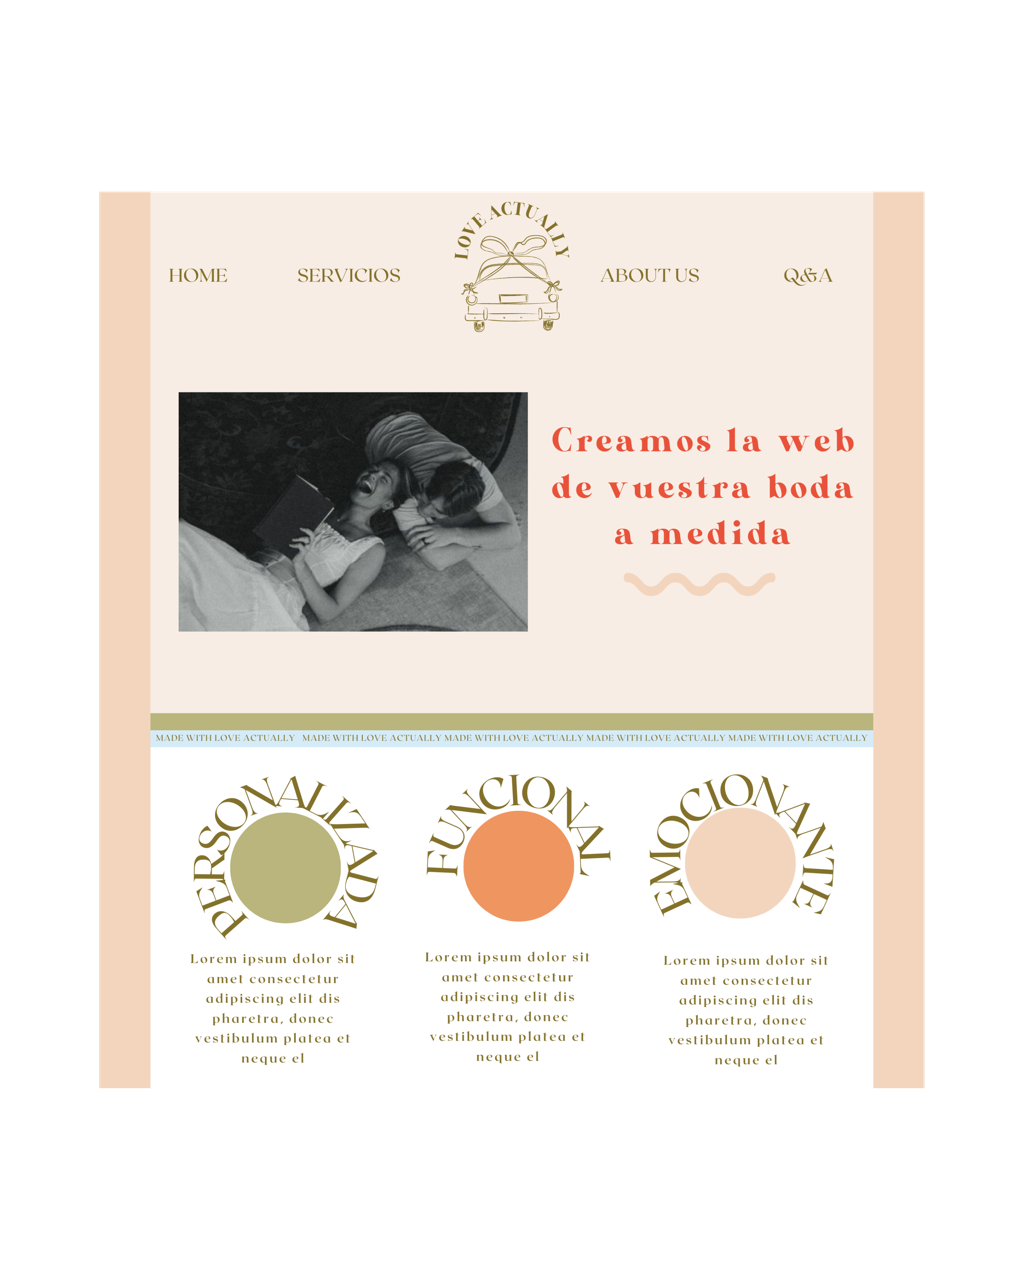 LOVE ACTUALLY
HOME SERVICIOS ABOUT US Q&A
Creamos la web
de vuestra boda
a medida
MADE WITH LOVE ACTUALLY MADE WITH LOVE ACTUALLY MADE WITH LOVE ACTUALLY MADE WITH LOVE ACTUALLY MADE WITH LOVE ACTUALLY
PERSONALIZADA
Lorem ipsum dolor sit
amet consectetur
adipiscing elit dis
pharetra, donec
vestibulum platea et
neque el
FUNCIONAL
Lorem ipsum dolor sit
amet consectetur
adipiscing elit dis
pharetra, donec
vestibulum platea et
neque el
EMOCIONANTE
Lorem ipsum dolor sit
amet consectetur
adipiscing elit dis
pharetra, donec
vestibulum platea et
neque el